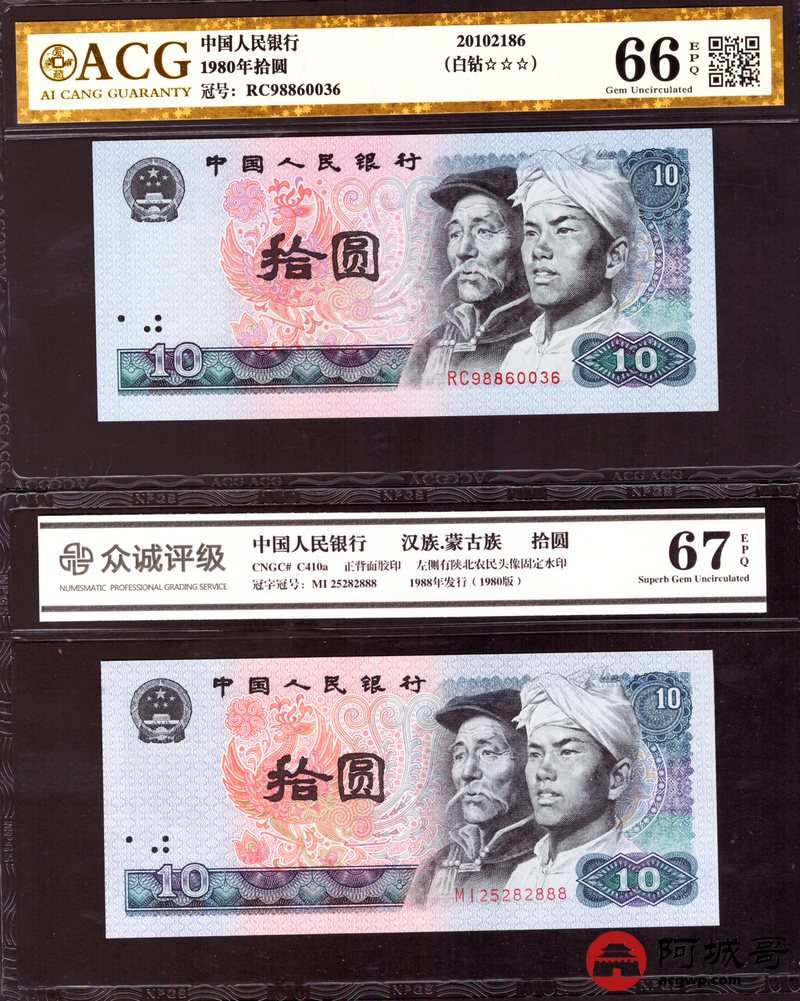 ACG
AI CANG GUARANTY
中国人民银行
1980年拾圆
冠号：RC98860036
20102186
（白钻☆☆☆）
66 EPQ
Gem Uncirculated
中国人民银行
10
拾圆
10
RC98860036
10
NPGS
ACG ACG
众诚评级
NUMISMATIC PROFESSIONAL GRADING SERVICE
中国人民银行 汉族.蒙古族 拾圆
CNGC# C410a 正背面胶印 左侧有陕北农民头像固定水印
冠字冠号：MI 25282888 1988年发行（1980版）
67 EPQ
Superb Gem Uncirculated
中国人民银行
10
拾圆
10
MI25282888
10
阿城哥
acgwp.com